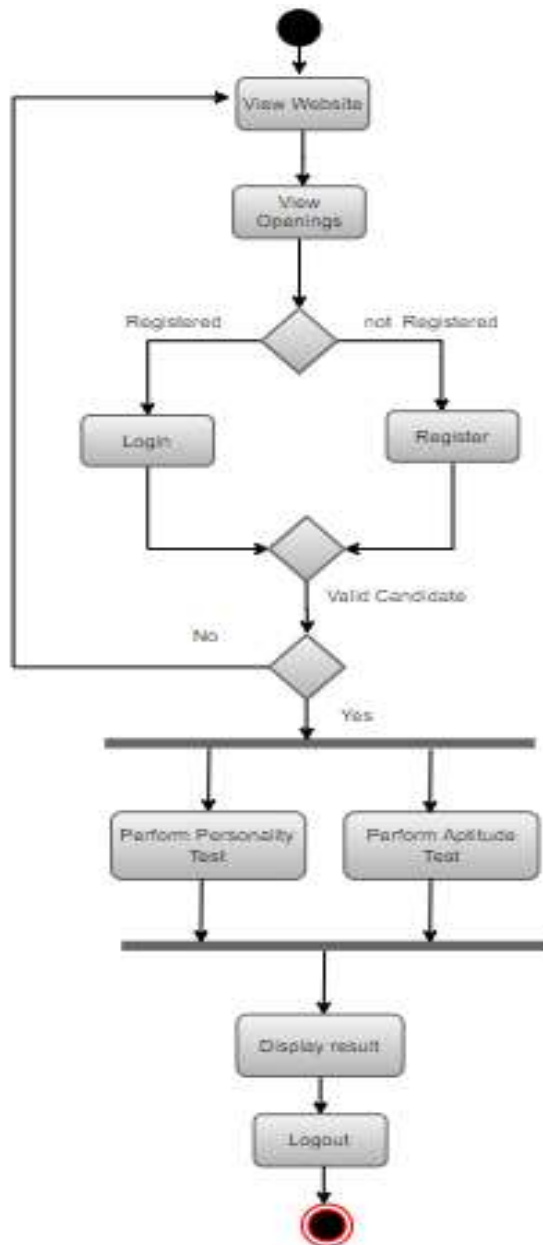 View Website
View
Openings
Registered
not Registered
Login
Register
Valid Candidate
No
Yes
Perform Personality
Test
Perform Aptitude
Test
Display result
Logout